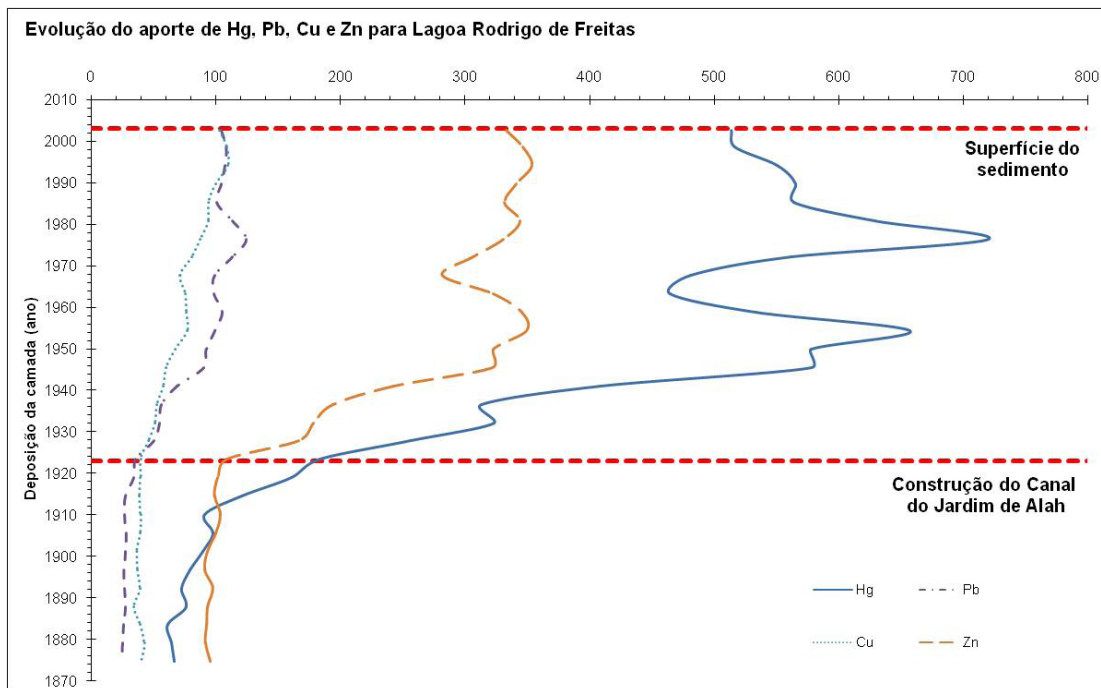 Evolução do aporte de Hg, Pb, Cu e Zn para Lagoa Rodrigo de Freitas
0 100 200 300 400 500 600 700 800
2010
2000
Superfície do
sedimento
1990
1980
1970
1960
1950
1940
1930
1920
Construção do Canal
do Jardim de Alah
1910
1900
1890
1880
1870
Deposição da camada (ano)
Hg Pb
Cu Zn